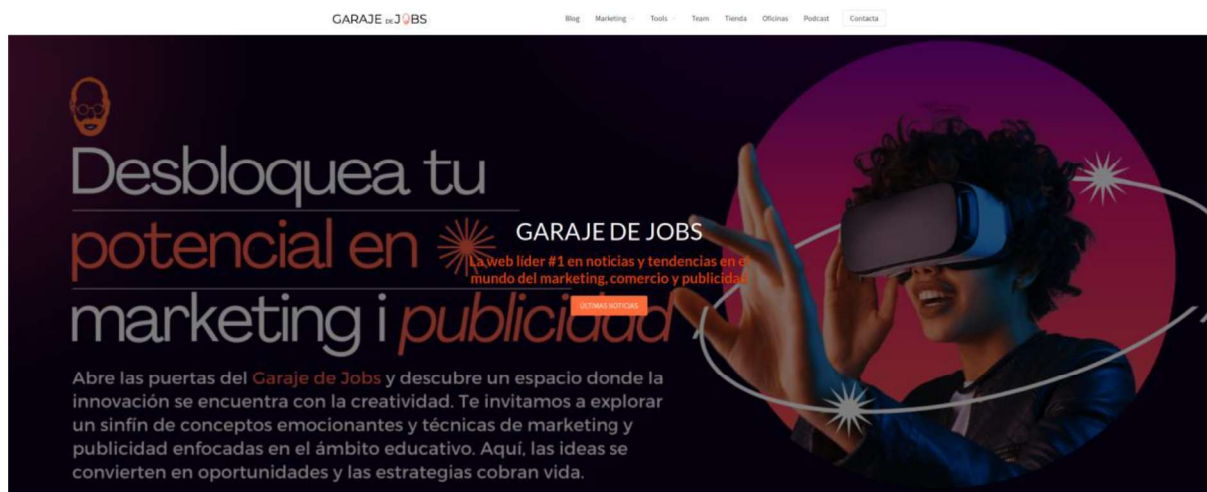 GARAJE DE JOBS
Blog Marketing Tools Team Tienda Oficinas Podcast Contacta
Desbloquea tu
potencial en
marketing i publicidad
GARAJE DE JOBS
La web líder #1 en noticias y tendencias en el
mundo del marketing, comercio y publicidad
ÚLTIMAS NOTICIAS
Abre las puertas del Garaje de Jobs y descubre un espacio donde la
innovación se encuentra con la creatividad. Te invitamos a explorar
un sinfín de conceptos emocionantes y técnicas de marketing y
publicidad enfocadas en el ámbito educativo. Aquí, las ideas se
convierten en oportunidades y las estrategias cobran vida.